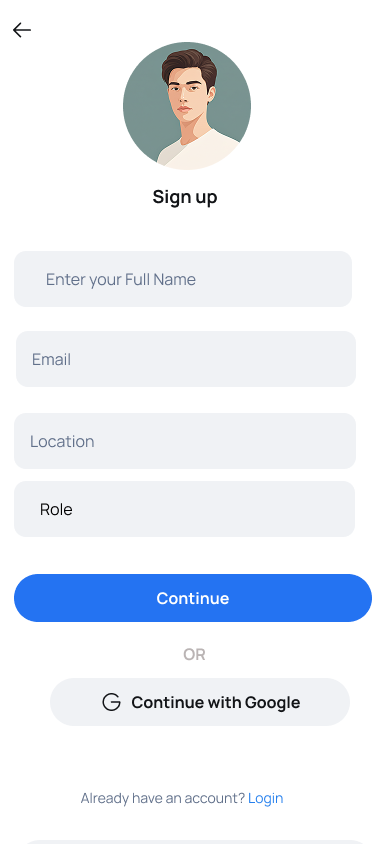 Sign up
Enter your Full Name
Email
Location
Role
Continue
OR
Continue with Google
Already have an account? Login